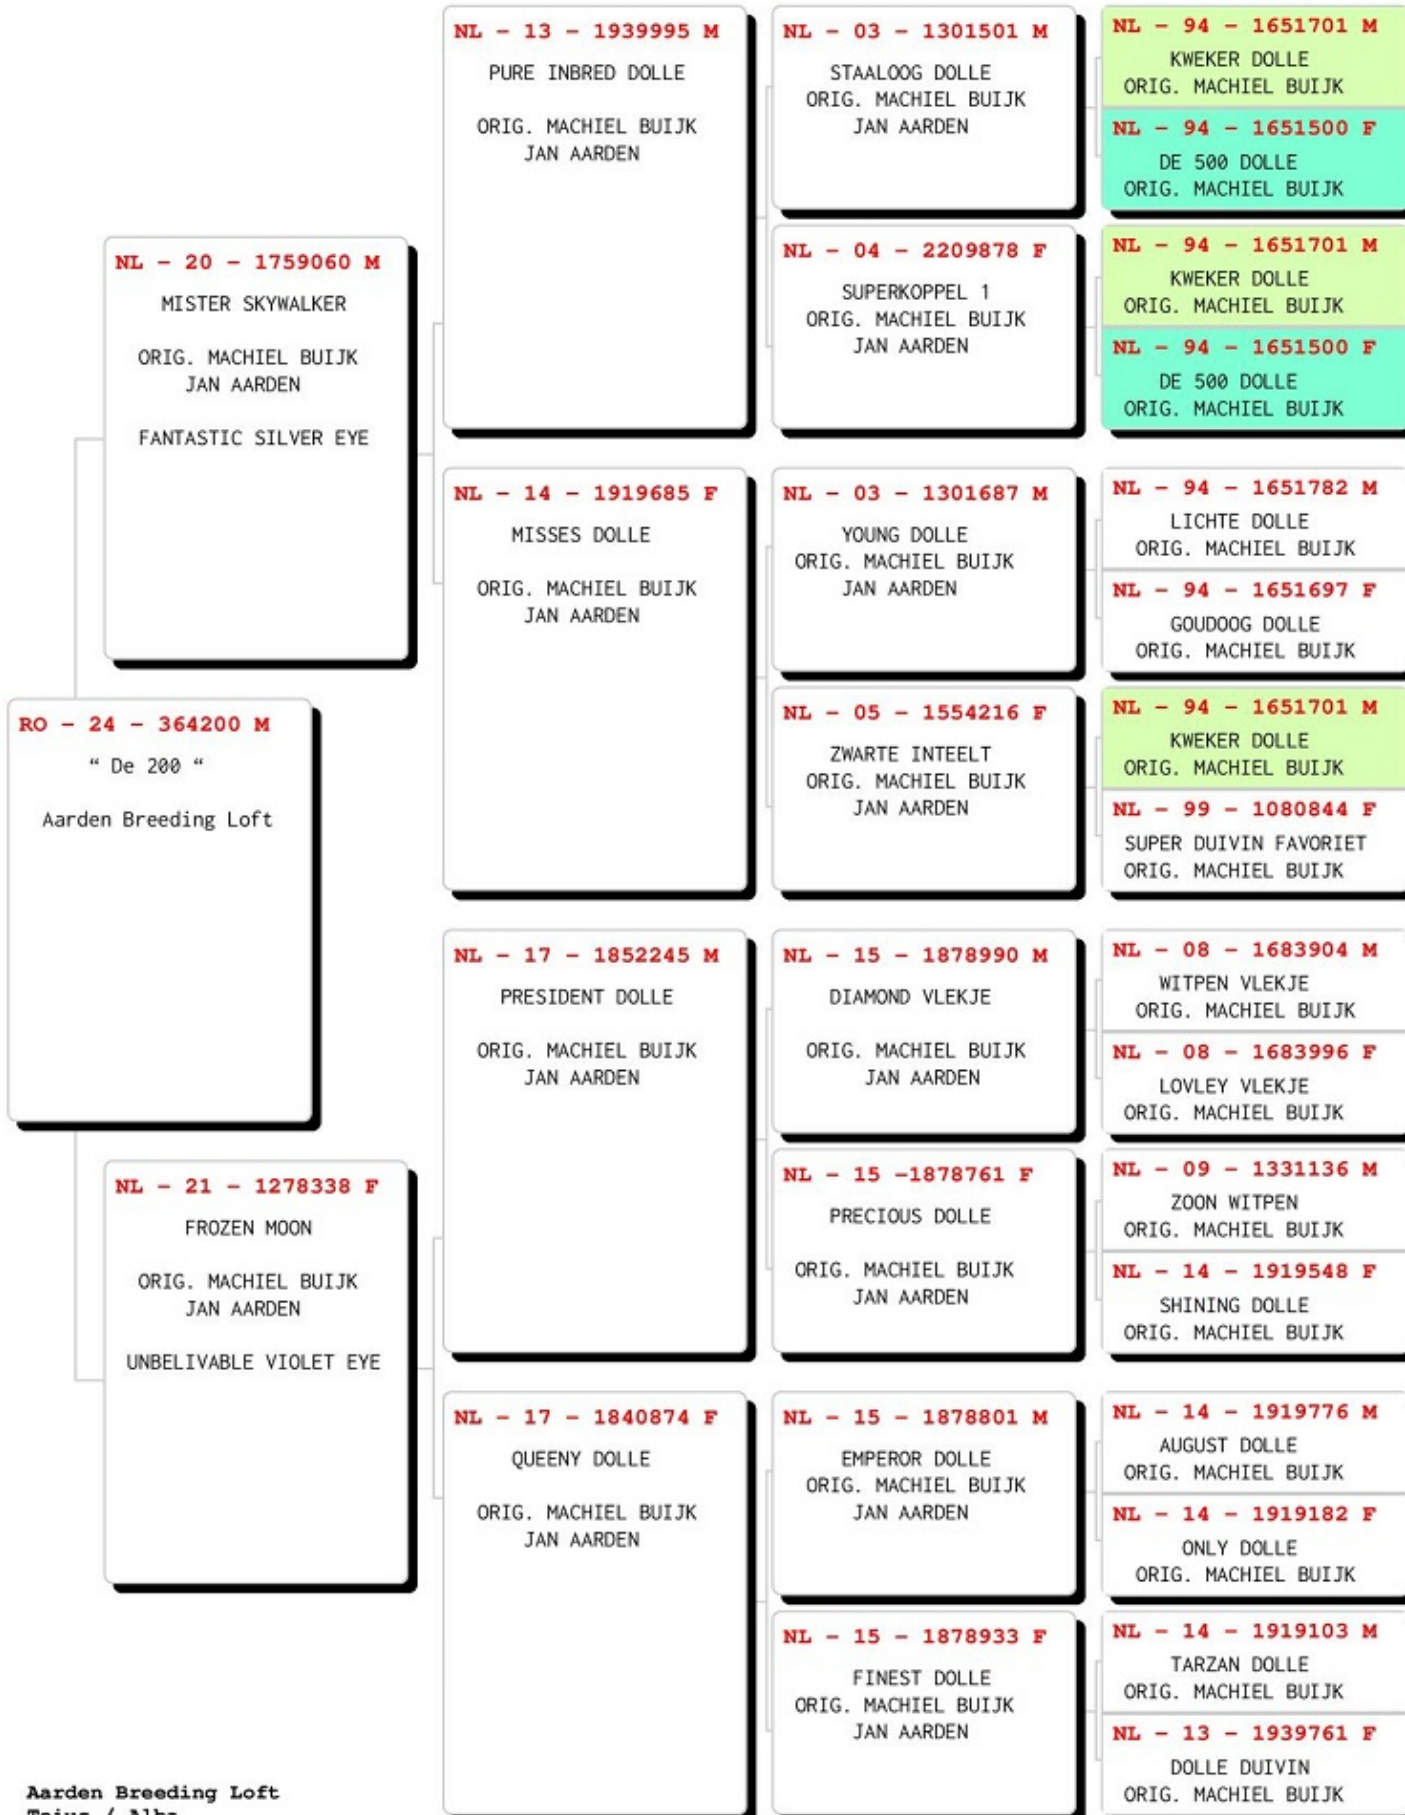 RO - 24 - 364200 M
“ De 200 “
Aarden Breeding Loft
NL - 20 - 1759060 M
MISTER SKYWALKER
ORIG. MACHIEL BUIJK
JAN AARDEN
FANTASTIC SILVER EYE
NL - 21 - 1278338 F
FROZEN MOON
ORIG. MACHIEL BUIJK
JAN AARDEN
UNBELIVABLE VIOLET EYE
NL - 13 - 1939995 M
PURE INBRED DOLLE
ORIG. MACHIEL BUIJK
JAN AARDEN
NL - 14 - 1919685 F
MISSES DOLLE
ORIG. MACHIEL BUIJK
JAN AARDEN
NL - 17 - 1852245 M
PRESIDENT DOLLE
ORIG. MACHIEL BUIJK
JAN AARDEN
NL - 17 - 1840874 F
QUEENY DOLLE
ORIG. MACHIEL BUIJK
JAN AARDEN
NL - 03 - 1301501 M
STAALOOG DOLLE
ORIG. MACHIEL BUIJK
JAN AARDEN
NL - 04 - 2209878 F
SUPERKOPPEL 1
ORIG. MACHIEL BUIJK
JAN AARDEN
NL - 03 - 1301687 M
YOUNG DOLLE
ORIG. MACHIEL BUIJK
JAN AARDEN
NL - 05 - 1554216 F
ZWARTE INTEELT
ORIG. MACHIEL BUIJK
JAN AARDEN
NL - 15 - 1878990 M
DIAMOND VLEKJE
ORIG. MACHIEL BUIJK
JAN AARDEN
NL - 15 -1878761 F
PRECIOUS DOLLE
ORIG. MACHIEL BUIJK
JAN AARDEN
NL - 15 - 1878801 M
EMPEROR DOLLE
ORIG. MACHIEL BUIJK
JAN AARDEN
NL - 15 - 1878933 F
FINEST DOLLE
ORIG. MACHIEL BUIJK
JAN AARDEN
NL - 94 - 1651701 M
KWEKER DOLLE
ORIG. MACHIEL BUIJK
NL - 94 - 1651500 F
DE 500 DOLLE
ORIG. MACHIEL BUIJK
NL - 94 - 1651701 M
KWEKER DOLLE
ORIG. MACHIEL BUIJK
NL - 94 - 1651500 F
DE 500 DOLLE
ORIG. MACHIEL BUIJK
NL - 94 - 1651782 M
LICHTE DOLLE
ORIG. MACHIEL BUIJK
NL - 94 - 1651697 F
GOUDOOG DOLLE
ORIG. MACHIEL BUIJK
NL - 94 - 1651701 M
KWEKER DOLLE
ORIG. MACHIEL BUIJK
NL - 99 - 1080844 F
SUPER DUIVIN FAVORIET
ORIG. MACHIEL BUIJK
NL - 08 - 1683904 M
WITPEN VLEKJE
ORIG. MACHIEL BUIJK
NL - 08 - 1683996 F
LOVLEY VLEKJE
ORIG. MACHIEL BUIJK
NL - 09 - 1331136 M
ZOON WITPEN
ORIG. MACHIEL BUIJK
NL - 14 - 1919548 F
SHINING DOLLE
ORIG. MACHIEL BUIJK
NL - 14 - 1919776 M
AUGUST DOLLE
ORIG. MACHIEL BUIJK
NL - 14 - 1919182 F
ONLY DOLLE
ORIG. MACHIEL BUIJK
NL - 14 - 1919103 M
TARZAN DOLLE
ORIG. MACHIEL BUIJK
NL - 13 - 1939761 F
DOLLE DUIVIN
ORIG. MACHIEL BUIJK
Aarden Breeding Loft